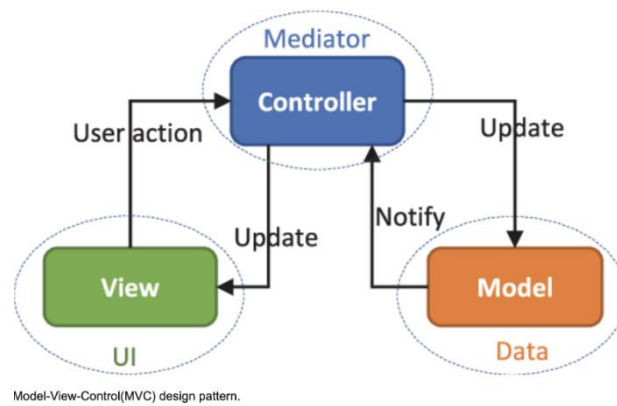 Mediator
Controller
User action
Update
Update
Notify
View
Model
UI
Data
Model-View-Control(MVC) design pattern.